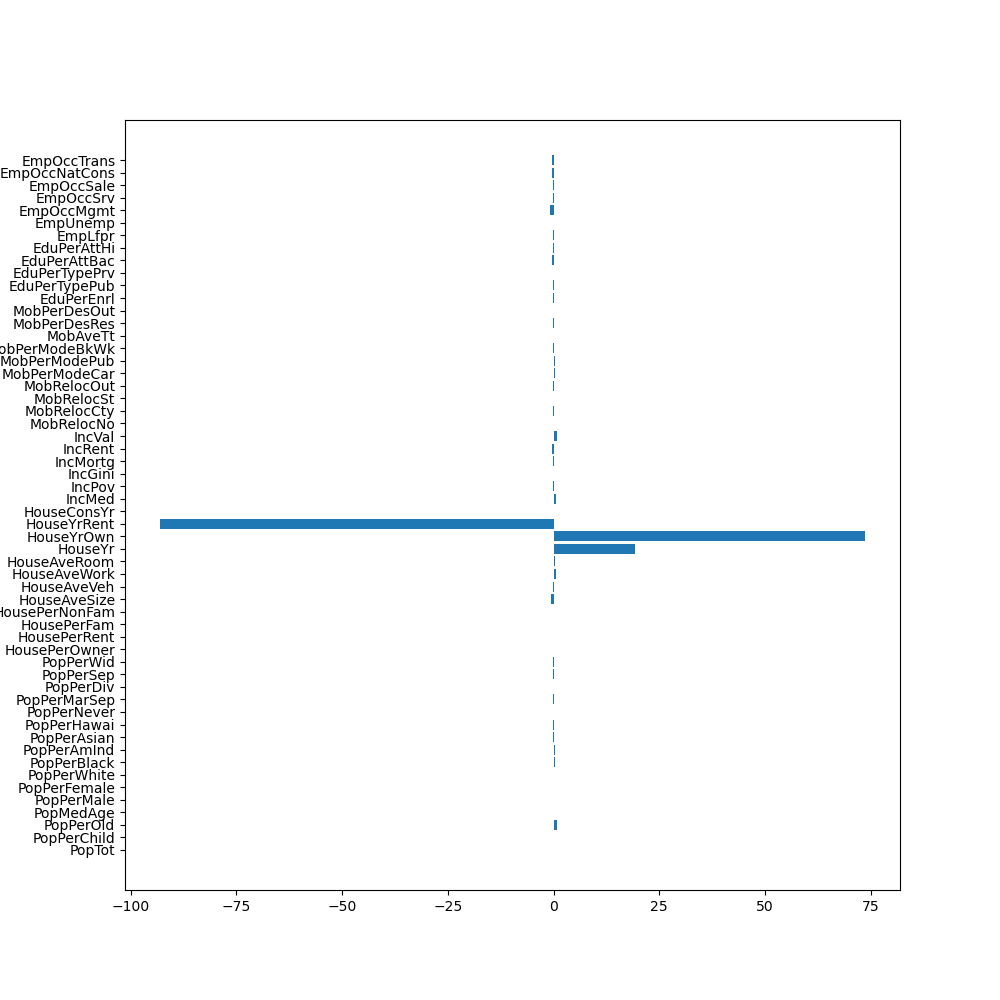 EmpOccTrans
EmpOccNatCons
EmpOccSale
EmpOccSrv
EmpOccMgmt
EmpUnemp
EmpLfpr
EduPerAttHi
EduPerAttBac
EduPerTypePrv
EduPerTypePub
EduPerEnrl
MobPerDesOut
MobPerDesRes
MobAveTt
obPerModeBkWk
MobPerModePub
MobPerModeCar
MobRelocOut
MobRelocSt
MobRelocCty
MobRelocNo
IncVal
IncRent
IncMortg
IncGini
IncPov
IncMed
HouseConsYr
HouseYrRent
HouseYrOwn
HouseYr
HouseAveRoom
HouseAveWork
HouseAveVeh
HouseAveSize
HousePerNonFam
HousePerFam
HousePerRent
HousePerOwner
PopPerWid
PopPerSep
PopPerDiv
PopPerMarSep
PopPerNever
PopPerHawai
PopPerAsian
PopPerAmInd
PopPerBlack
PopPerWhite
PopPerFemale
PopPerMale
PopMedAge
PopPerOld
PopPerChild
PopTot
−100 −75 −50 −25 0 25 50 75